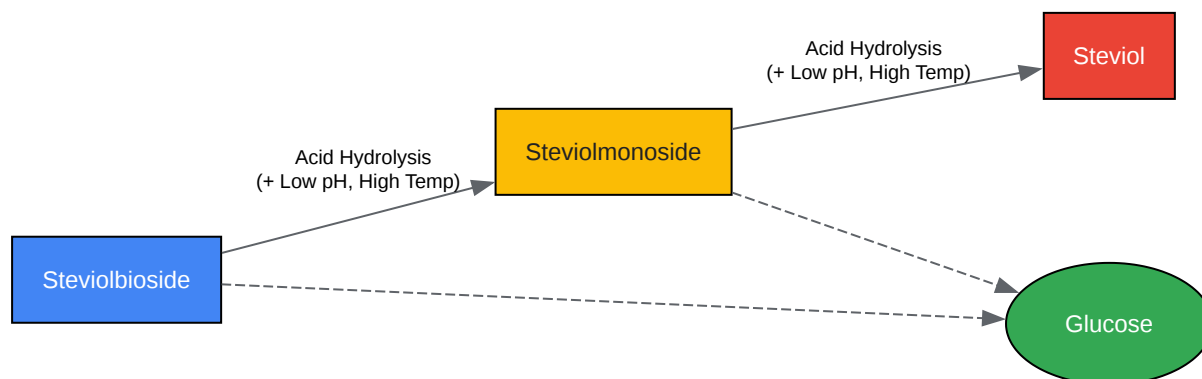 Acid Hydrolysis
(+ Low pH, High Temp)
Steviol
Acid Hydrolysis
(+ Low pH, High Temp)
Steviolmonoside
Steviolbioside
Glucose